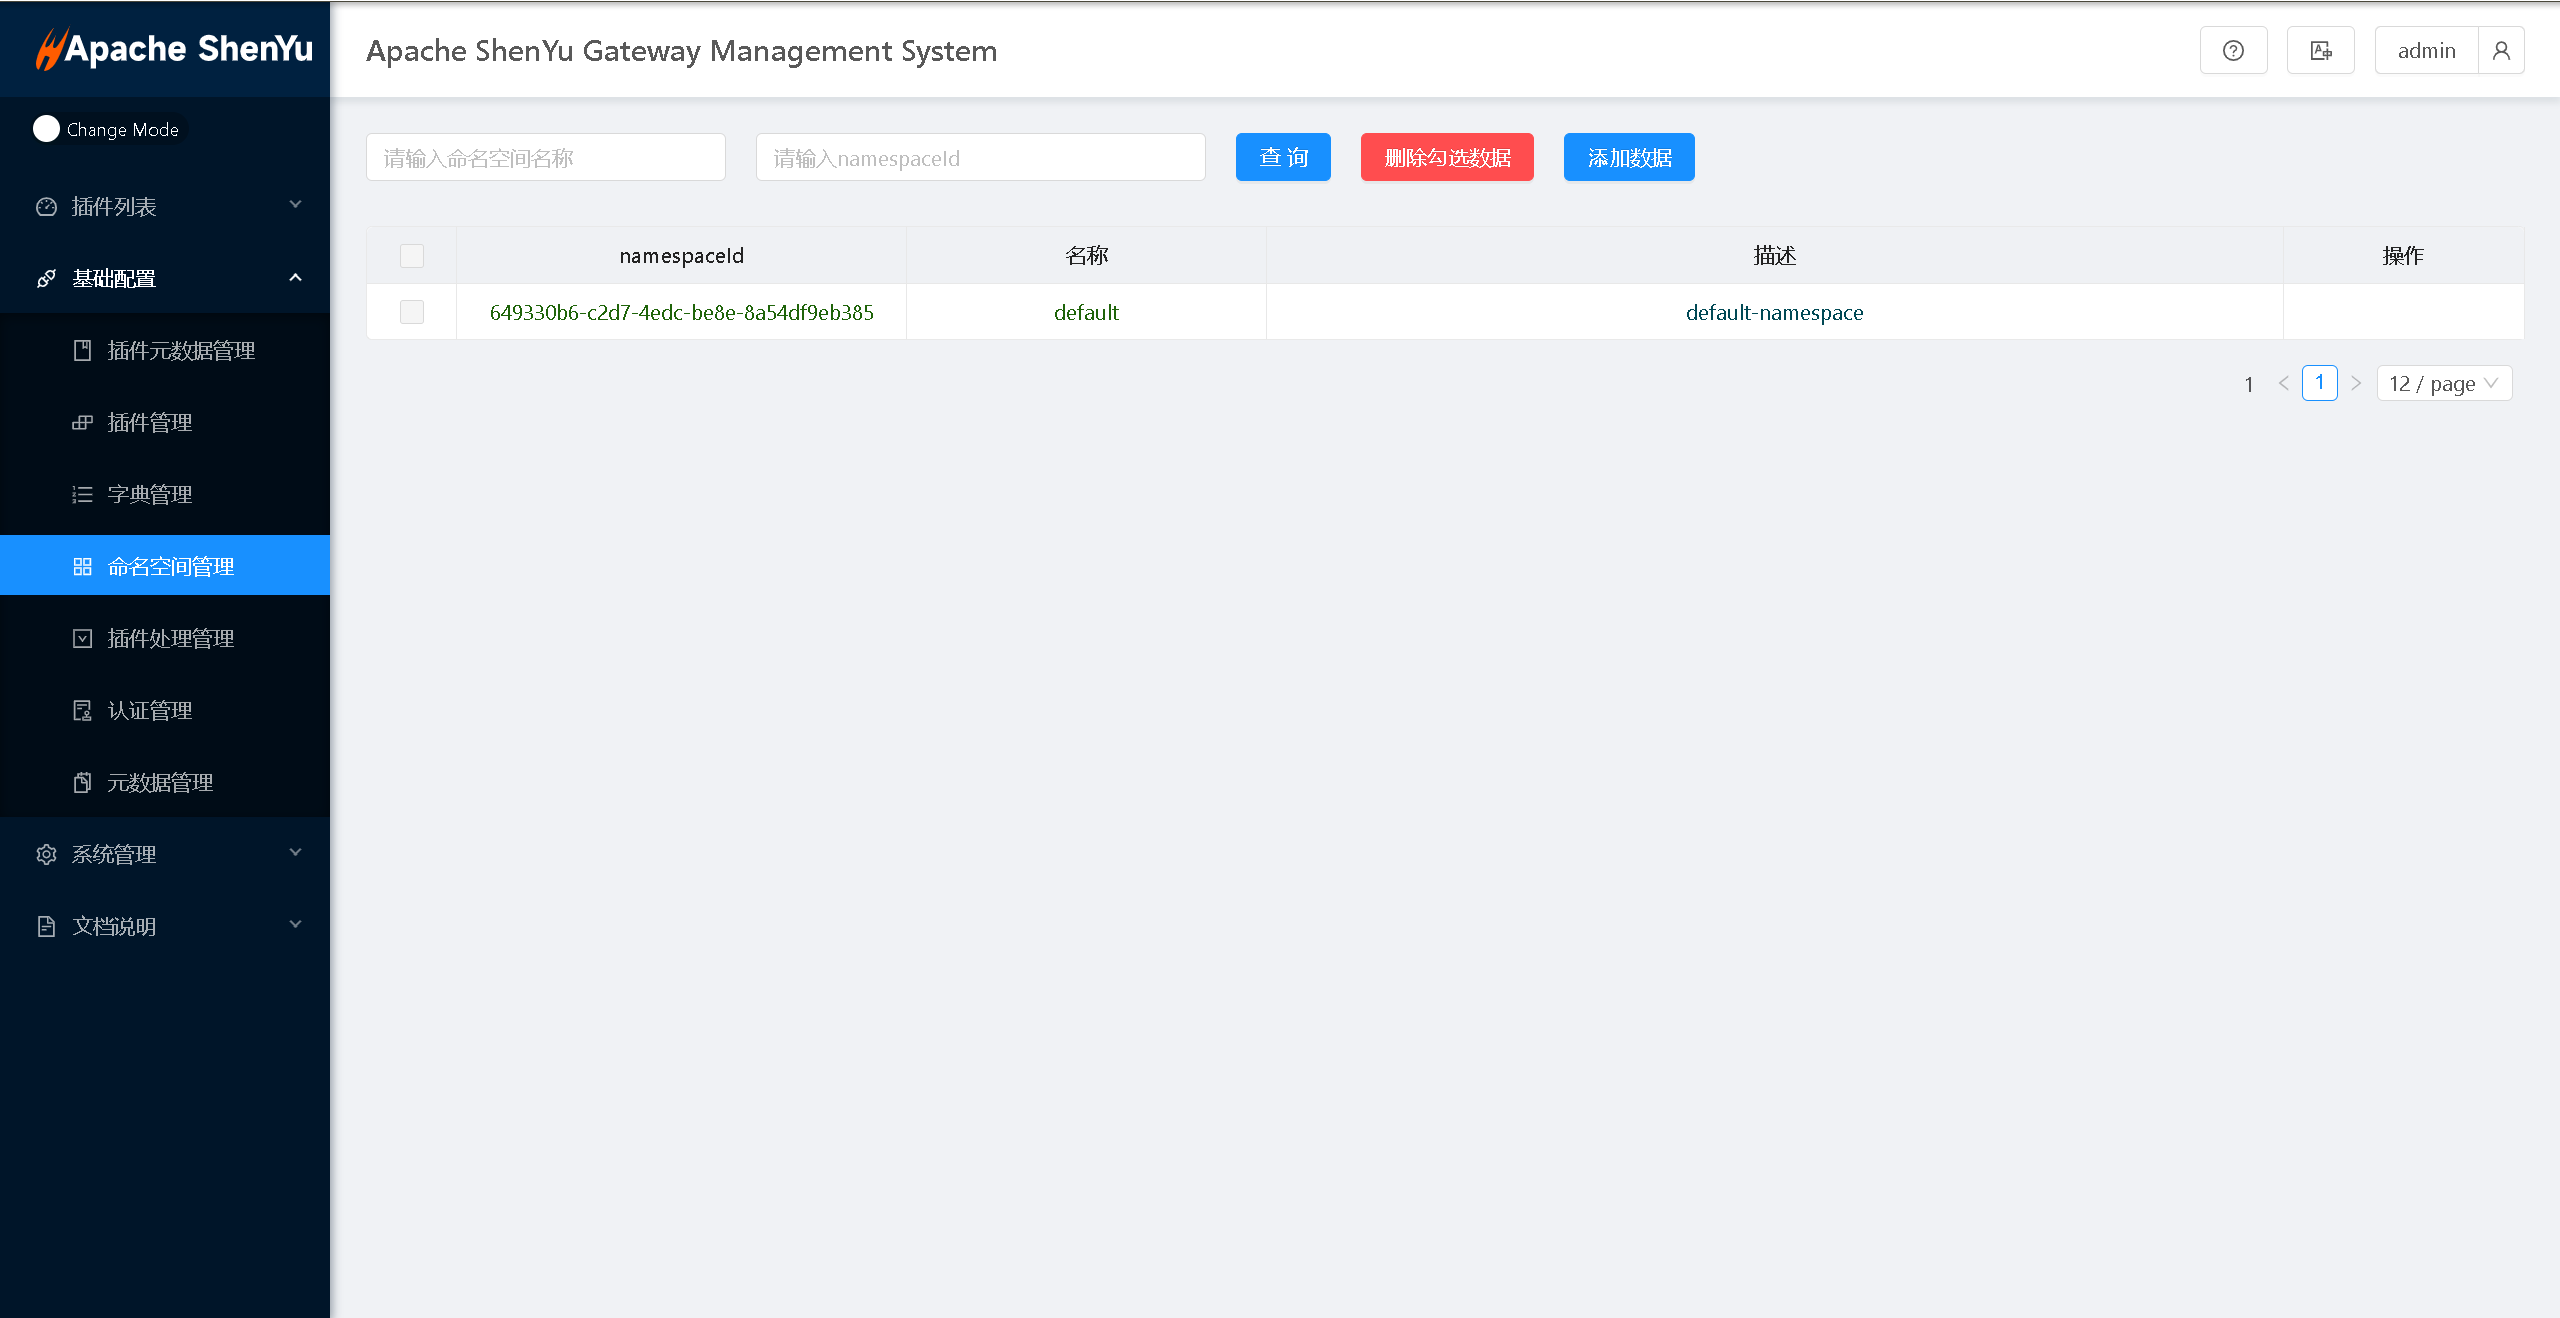 Apache ShenYu
Apache ShenYu Gateway Management System
admin
Change Mode
插件列表
基础配置
插件元数据管理
插件管理
字典管理
命名空间管理
插件处理管理
认证管理
元数据管理
系统管理
文档说明
请输入命名空间名称 请输入namespaceId 查 询 删除勾选数据 添加数据
namespaceId 名称 描述 操作
649330b6-c2d7-4edc-be8e-8a54df9eb385 default default-namespace
1 1 12 / page